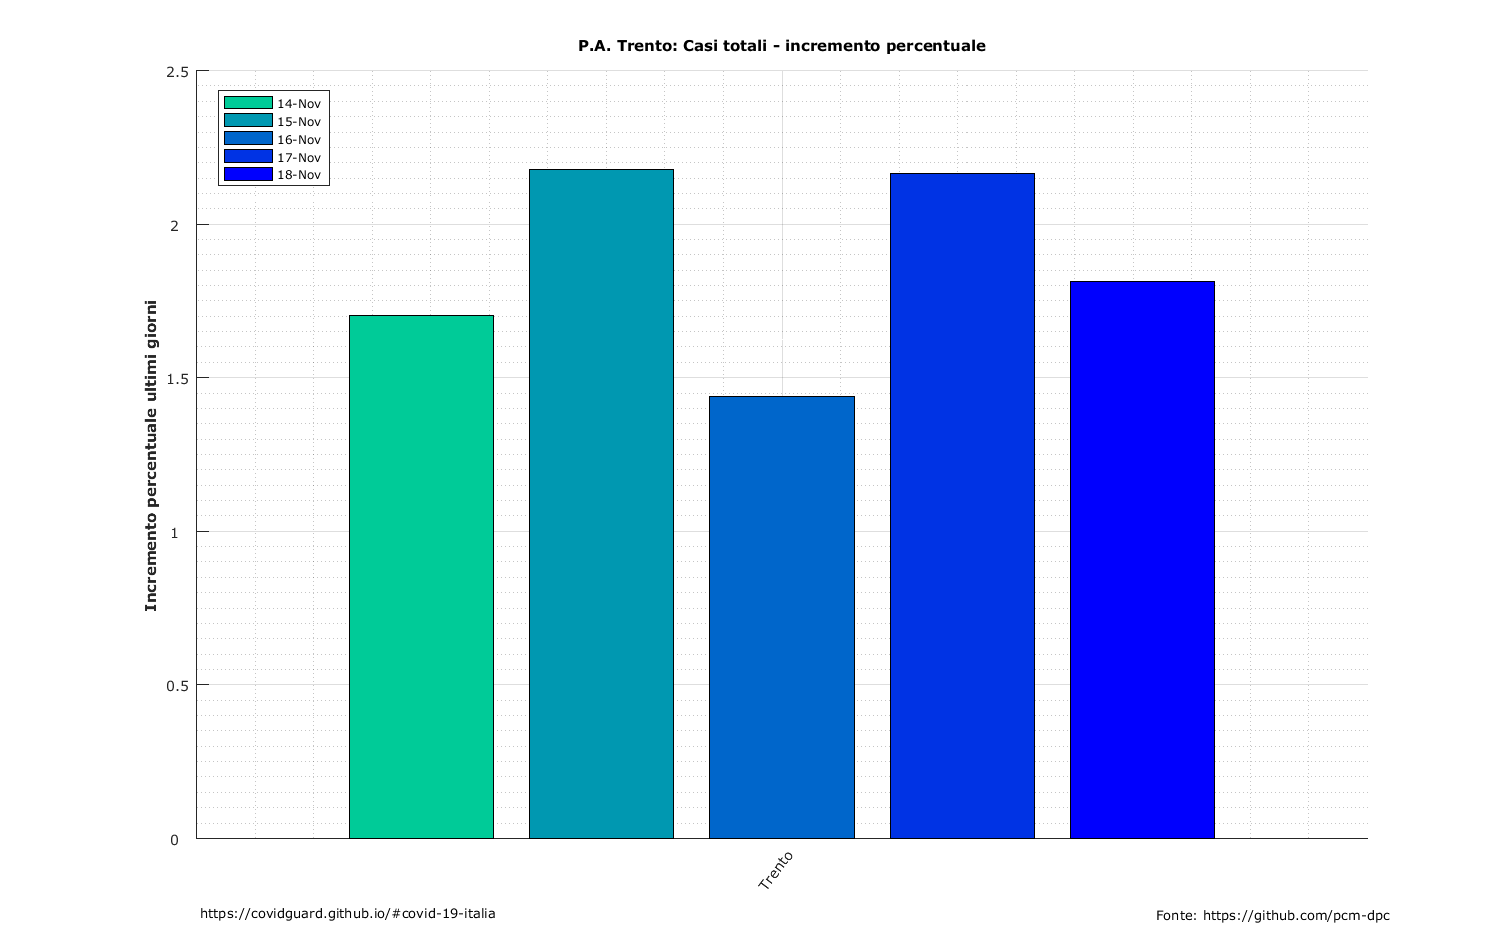 P.A. Trento: Casi totali - incremento percentuale
2.5
2
1.5
1
0.5
0
Incremento percentuale ultimi giorni
14-Nov
15-Nov
16-Nov
17-Nov
18-Nov
Trento
https://covidguard.github.io/#covid-19-italia
Fonte: https://github.com/pcm-dpc